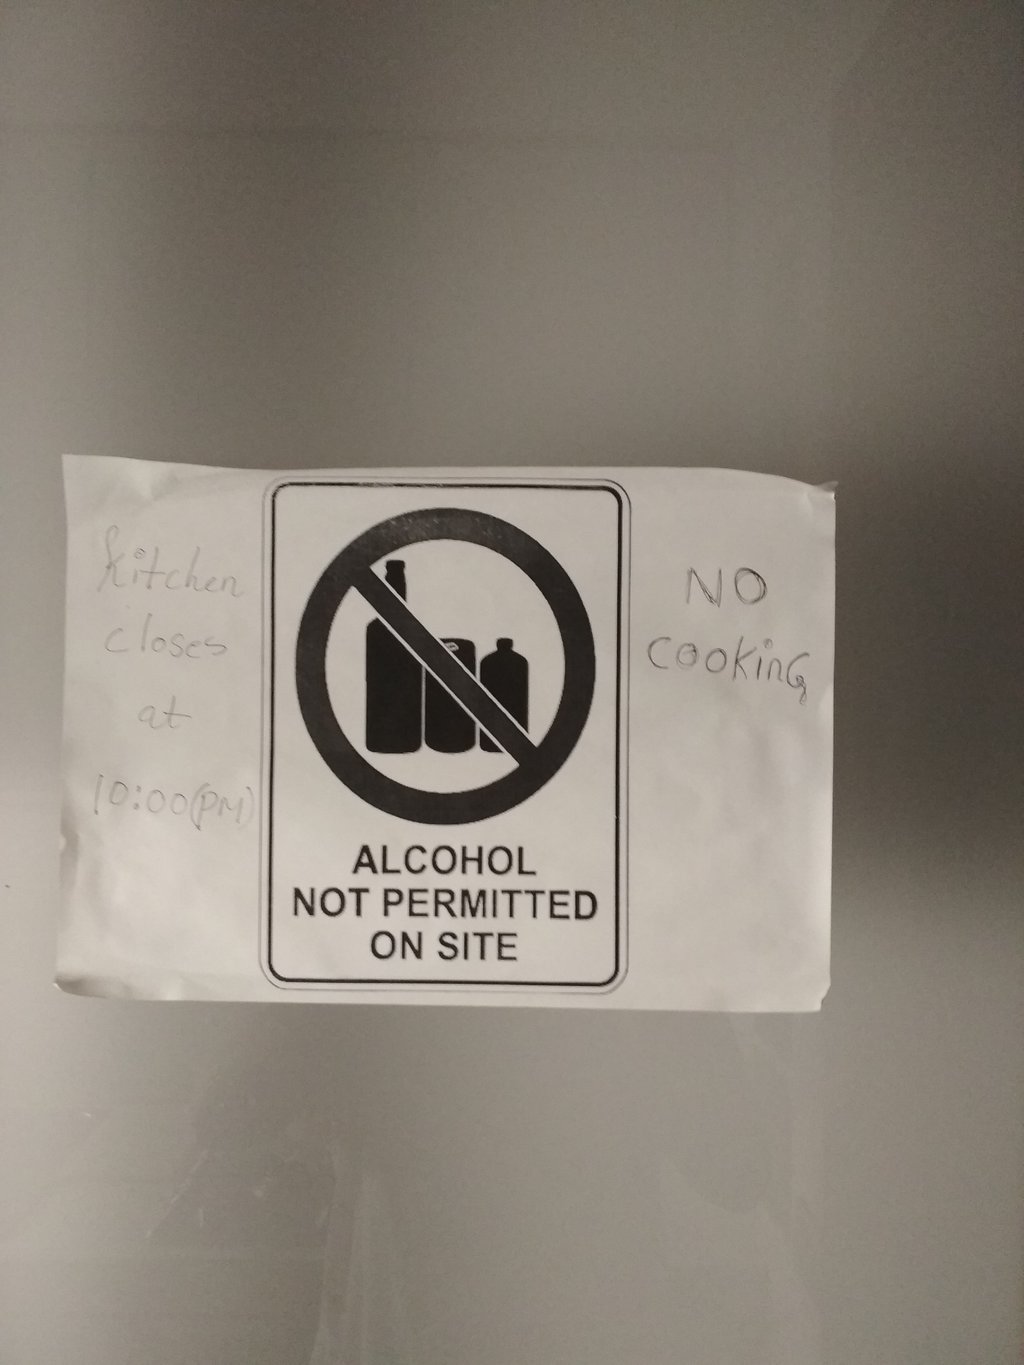 kitchen
closes
at
10:00(PM)
ALCOHOL
NOT PERMITTED
ON SITE
NO
COOKinG